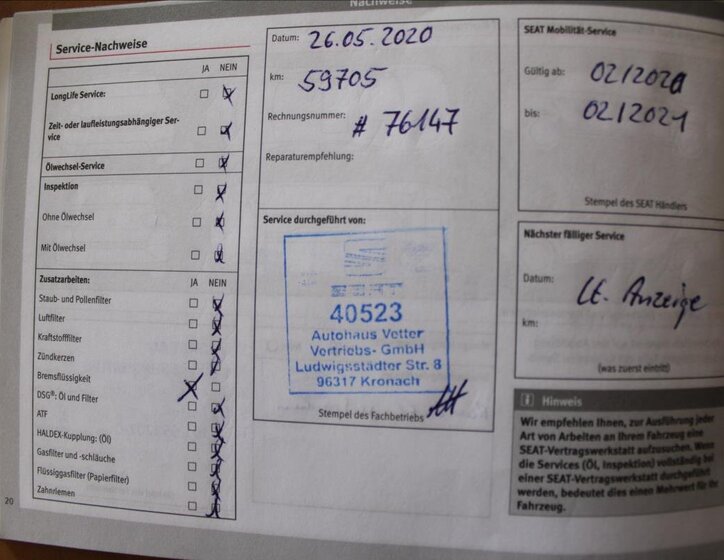 Nachweise
Service-Nachweise
JA NEIN
LongLife Service:
Zeit- oder laufleistungsabhängiger Ser-
vice
Ölwechsel-Service
Inspektion
Ohne Ölwechsel
Mit Ölwechsel
Zusatzarbeiten:
JA NEIN
Staub- und Pollenfilter
Luftfilter
Kraftstofffilter
Zündkerzen
Bremsflüssigkeit
DSG®: Öl und Filter
ATF
HALDEX-Kupplung: (Öl)
Gasfilter und -schläuche
Flüssiggasfilter (Papierfilter)
Zahnriemen
20
Datum: 26.05.2020
km: 59705
Rechnungsnummer:
# 76147
Reparaturempfehlung:
Service durchgeführt von:
SEAT
40523
Autohaus Vetter
Vertriebs- GmbH
Ludwigsstädter Str. 8
96317 Kronach
Stempel des Fachbetriebs
SEAT Mobilität-Service
Gültig ab: 02/2020
bis: 02/2021
Stempel des SEAT Händlers
Nächster fälliger Service
Datum: Lt. Anzeige
km:
(was zuerst eintritt)
i Hinweis
Wir empfehlen Ihnen, zur Ausführung jeder
Art von Arbeiten an Ihrem Fahrzeug eine
SEAT-Vertragswerkstatt aufzusuchen. Wenn
die Services (Öl, Inspektion) vollständig bei
einer SEAT-Vertragswerkstatt durchgeführt
werden, bedeutet dies einen Mehrwert für Ihr
Fahrzeug.